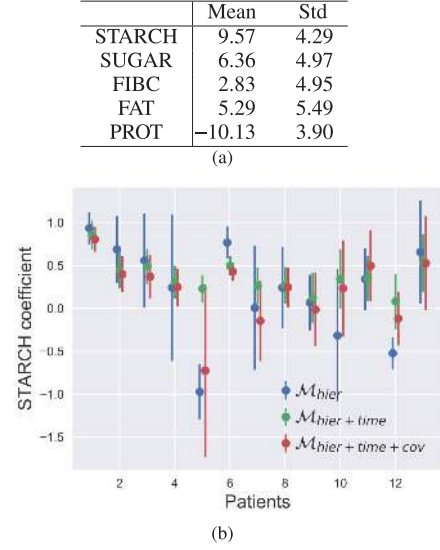 Mean Std
STARCH 9.57 4.29
SUGAR 6.36 4.97
FIBC 2.83 4.95
FAT 5.29 5.49
PROT −10.13 3.90
(a)
1.0
0.5
0.0
−0.5
−1.0
−1.5
STARCH coefficient
M_hier
M_hier+time
M_hier+time+cov
2 4 6 8 10 12
Patients
(b)